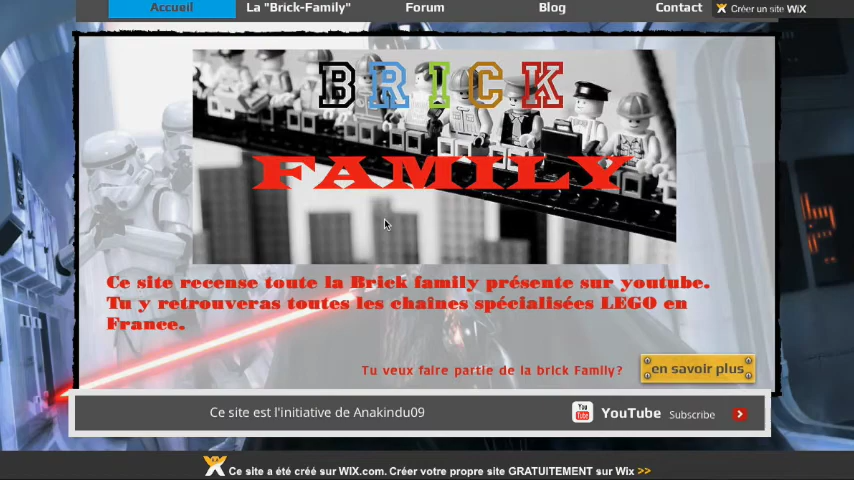 Accueil La "Brick-Family" Forum Blog Contact Créer un site WiX
BRICK
FAMILY
Ce site recense toute la Brick family présente sur youtube.
Tu y retrouveras toutes les chaines spécialisées LEGO en
France.
Tu veux faire partie de la brick Family? en savoir plus
Ce site est l'initiative de Anakindu09 You Tube YouTube Subscribe
Ce site a été créé sur WIX.com. Créer votre propre site GRATUITEMENT sur Wix >>